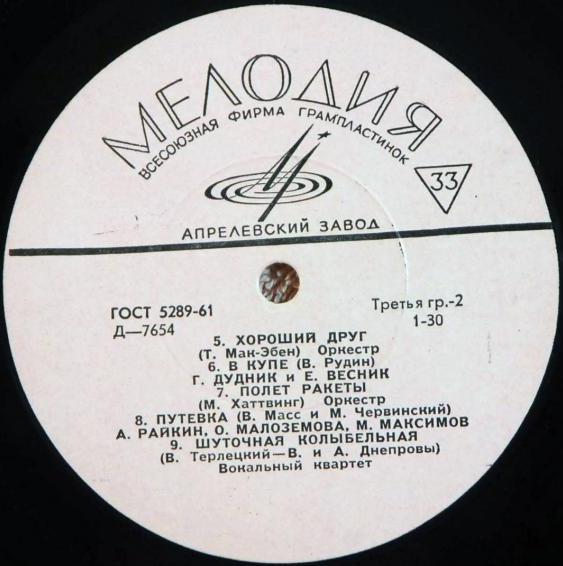 МЕЛОДИЯ
ВСЕСОЮЗНАЯ ФИРМА ГРАМПЛАСТИНОК
33
АПРЕЛЕВСКИЙ ЗАВОД
ГОСТ 5289-61
Д—7654
Третья гр.-2
1-30
5. ХОРОШИЙ ДРУГ
(Т. Мак-Эбен) Оркестр
6. В КУПЕ (В. Рудин)
Г. ДУДНИК и Е. ВЕСНИК
7. ПОЛЕТ РАКЕТЫ
(М. Хаттвинг) Оркестр
8. ПУТЕВКА (В. Масс и М. Червинский)
А. РАЙКИН, О. МАЛОЗЕМОВА, М. МАКСИМОВ
9. ШУТОЧНАЯ КОЛЫБЕЛЬНАЯ
(В. Терлецкий—В. и А. Днепровы)
Вокальный квартет